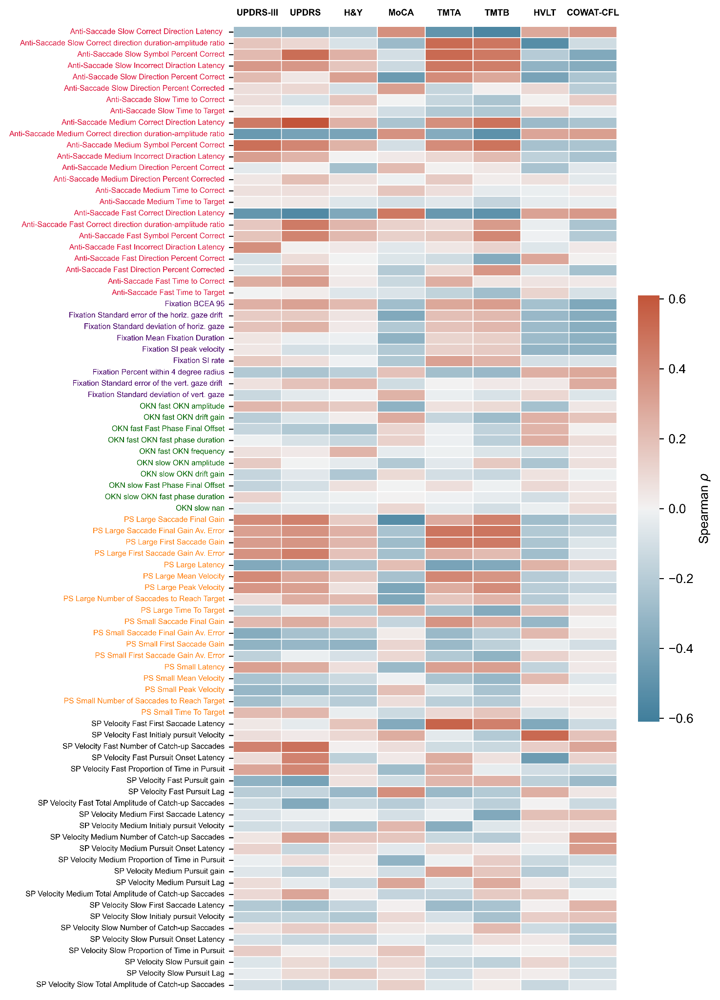 UPDRS-III UPDRS H&Y MoCA TMTA TMTB HVLT COWAT-CFL
Anti-Saccade Slow Correct Direction Latency
Anti-Saccade Slow Correct direction duration-amplitude ratio
Anti-Saccade Slow Symbol Percent Correct
Anti-Saccade Slow Incorrect Diraction Latency
Anti-Saccade Slow Direction Percent Correct
Anti-Saccade Slow Direction Percent Corrected
Anti-Saccade Slow Time to Correct
Anti-Saccade Slow Time to Target
Anti-Saccade Medium Correct Direction Latency
Anti-Saccade Medium Correct direction duration-amplitude ratio
Anti-Saccade Medium Symbol Percent Correct
Anti-Saccade Medium Incorrect Direction Latency
Anti-Saccade Medium Direction Percent Correct
Anti-Saccade Medium Direction Percent Corrected
Anti-Saccade Medium Time to Correct
Anti-Saccade Medium Time to Target
Anti-Saccade Fast Correct Direction Latency
Anti-Saccade Fast Correct direction duration-amplitude ratio
Anti-Saccade Fast Symbol Percent Correct
Anti-Saccade Fast Incorrect Direction Latency
Anti-Saccade Fast Direction Percent Correct
Anti-Saccade Fast Direction Percent Corrected
Anti-Saccade Fast Time to Correct
Anti-Saccade Fast Time to Target
Fixation BCEA 95
Fixation Standard error of the horiz. gaze drift
Fixation Standard deviation of horiz. gaze
Fixation Mean Fixation Duration
Fixation SI peak velocity
Fixation SI rate
Fixation Percent within 4 degree radius
Fixation Standard error of the vert. gaze drift
Fixation Standard deviation of vert. gaze
OKN fast OKN amplitude
OKN fast OKN drift gain
OKN fast Fast Phase Final Offset
OKN fast OKN fast phase duration
OKN fast OKN frequency
OKN slow OKN amplitude
OKN slow OKN drift gain
OKN slow Fast Phase Final Offset
OKN slow OKN fast phase duration
OKN slow nan
PS Large Saccade Final Gain
PS Large Saccade Final Gain Av. Error
PS Large First Saccade Gain
PS Large First Saccade Gain Av. Error
PS Large Latency
PS Large Mean Velocity
PS Large Peak Velocity
PS Large Number of Saccades to Reach Target
PS Large Time To Target
PS Small Saccade Final Gain
PS Small Saccade Final Gain Av. Error
PS Small First Saccade Gain
PS Small First Saccade Gain Av. Error
PS Small Latency
PS Small Mean Velocity
PS Small Peak Velocity
PS Small Number of Saccades to Reach Target
PS Small Time To Target
SP Velocity Fast First Saccade Latency
SP Velocity Fast Initialy pursuit Velocity
SP Velocity Fast Number of Catch-up Saccades
SP Velocity Fast Pursuit Onset Latency
SP Velocity Fast Proportion of Time in Pursuit
SP Velocity Fast Pursuit gain
SP Velocity Fast Pursuit Lag
SP Velocity Fast Total Amplitude of Catch-up Saccades
SP Velocity Medium First Saccade Latency
SP Velocity Medium Initialy pursuit Velocity
SP Velocity Medium Number of Catch-up Saccades
SP Velocity Medium Pursuit Onset Latency
SP Velocity Medium Proportion of Time in Pursuit
SP Velocity Medium Pursuit gain
SP Velocity Medium Pursuit Lag
SP Velocity Medium Total Amplitude of Catch-up Saccades
SP Velocity Slow First Saccade Latency
SP Velocity Slow Initialy pursuit Velocity
SP Velocity Slow Number of Catch-up Saccades
SP Velocity Slow Pursuit Onset Latency
SP Velocity Slow Proportion of Time in Pursuit
SP Velocity Slow Pursuit gain
SP Velocity Slow Pursuit Lag
SP Velocity Slow Total Amplitude of Catch-up Saccades
0.6
0.4
0.2
0.0
−0.2
−0.4
−0.6
Spearman ρ